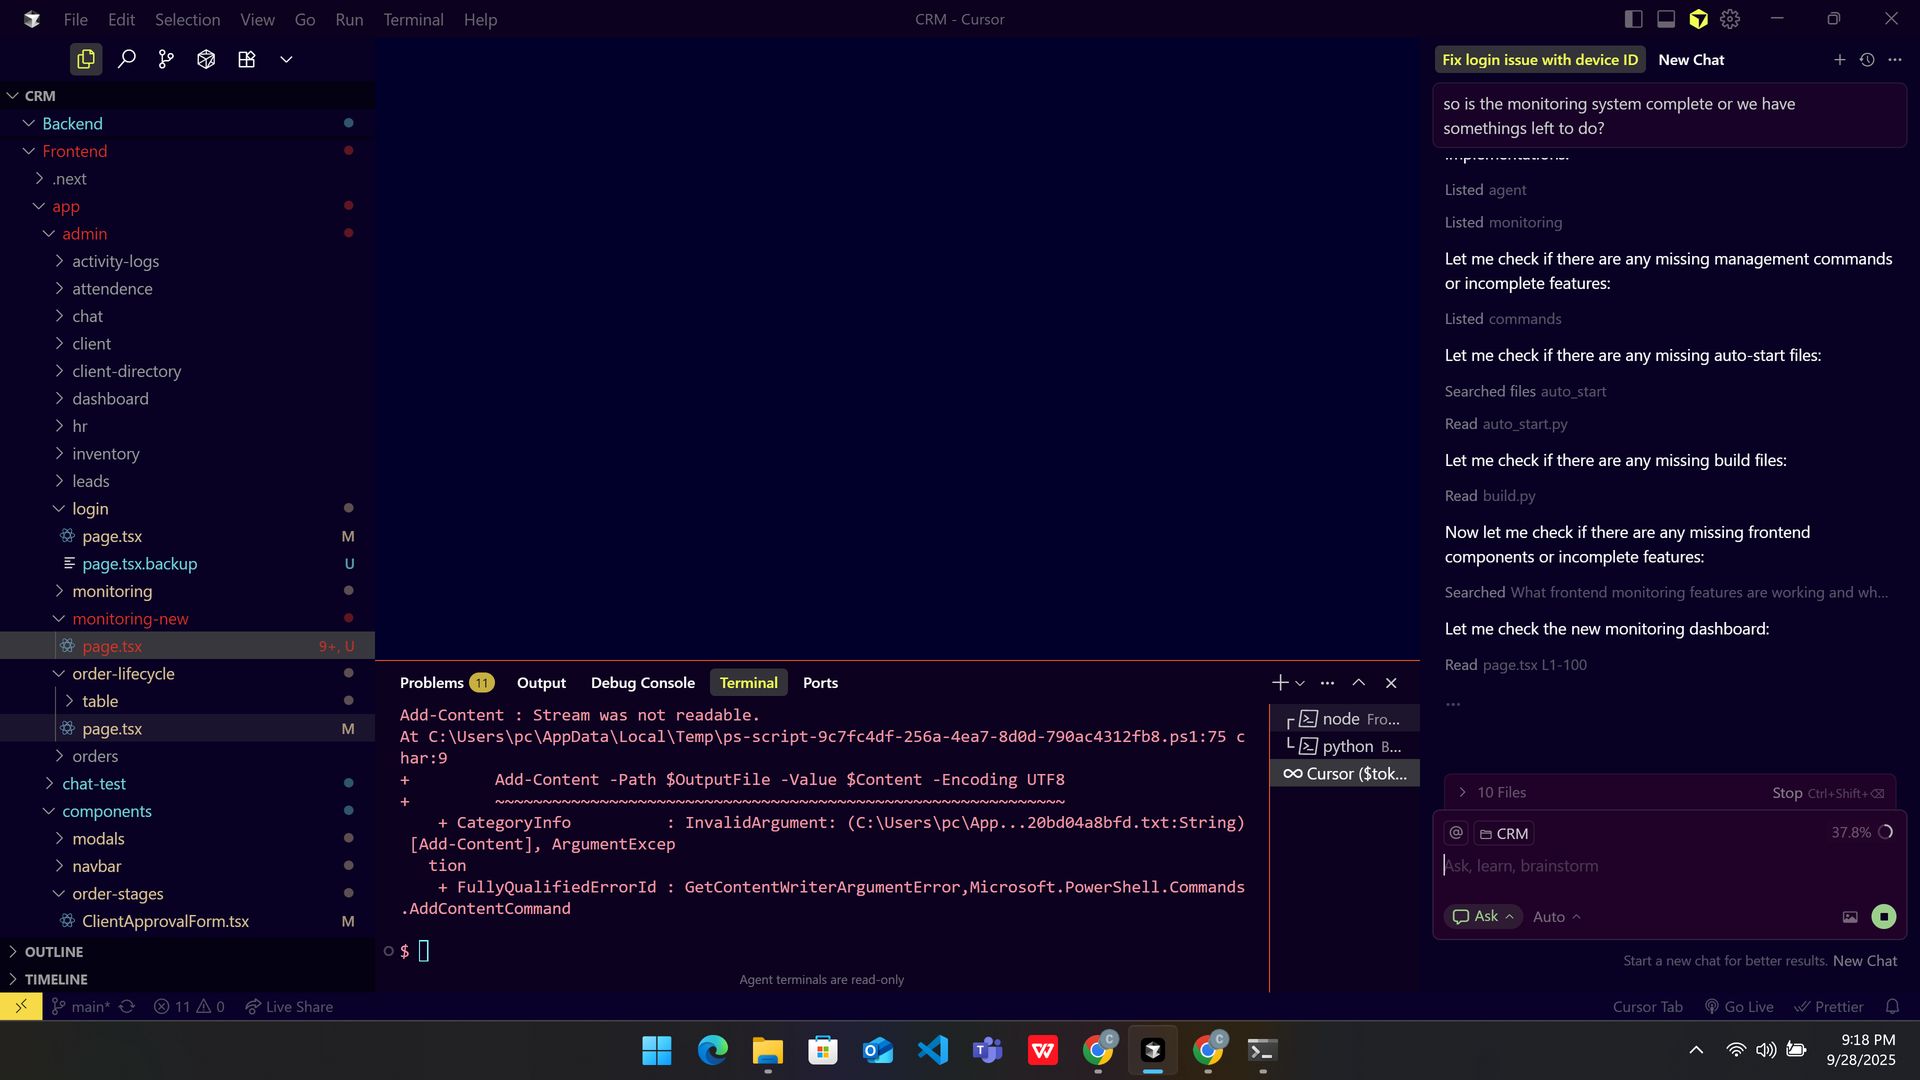 File Edit Selection View Go Run Terminal Help
CRM - Cursor
CRM
Backend
Frontend
.next
app
admin
activity-logs
attendence
chat
client
client-directory
dashboard
hr
inventory
leads
login
page.tsx M
page.tsx.backup U
monitoring
monitoring-new
page.tsx 9+, U
order-lifecycle
table
page.tsx M
orders
chat-test
components
modals
navbar
order-stages
ClientApprovalForm.tsx M
OUTLINE
TIMELINE
Problems 11 Output Debug Console Terminal Ports
Add-Content : Stream was not readable.
At C:\Users\pc\AppData\Local\Temp\ps-script-9c7fc4df-256a-4ea7-8d0d-790ac4312fb8.ps1:75 c
har:9
+         Add-Content -Path $OutputFile -Value $Content -Encoding UTF8
+         ~~~~~~~~~~~~~~~~~~~~~~~~~~~~~~~~~~~~~~~~~~~~~~~~~~~~~~~~~~~~
    + CategoryInfo          : InvalidArgument: (C:\Users\pc\App...20bd04a8bfd.txt:String)
 [Add-Content], ArgumentExcep
   tion
    + FullyQualifiedErrorId : GetContentWriterArgumentError,Microsoft.PowerShell.Commands
.AddContentCommand
$
Agent terminals are read-only
node Fro...
python B...
Cursor ($tok...
Fix login issue with device ID New Chat
so is the monitoring system complete or we have
somethings left to do?
implementations:
Listed agent
Listed monitoring
Let me check if there are any missing management commands
or incomplete features:
Listed commands
Let me check if there are any missing auto-start files:
Searched files auto_start
Read auto_start.py
Let me check if there are any missing build files:
Read build.py
Now let me check if there are any missing frontend
components or incomplete features:
Searched What frontend monitoring features are working and wh...
Let me check the new monitoring dashboard:
Read page.tsx L1-100
...
10 Files Stop Ctrl+Shift+⌫
@ CRM 37.8%
Ask, learn, brainstorm
Ask Auto
Start a new chat for better results. New Chat
main* 11 0 Live Share
Cursor Tab Go Live Prettier
9:18 PM
9/28/2025